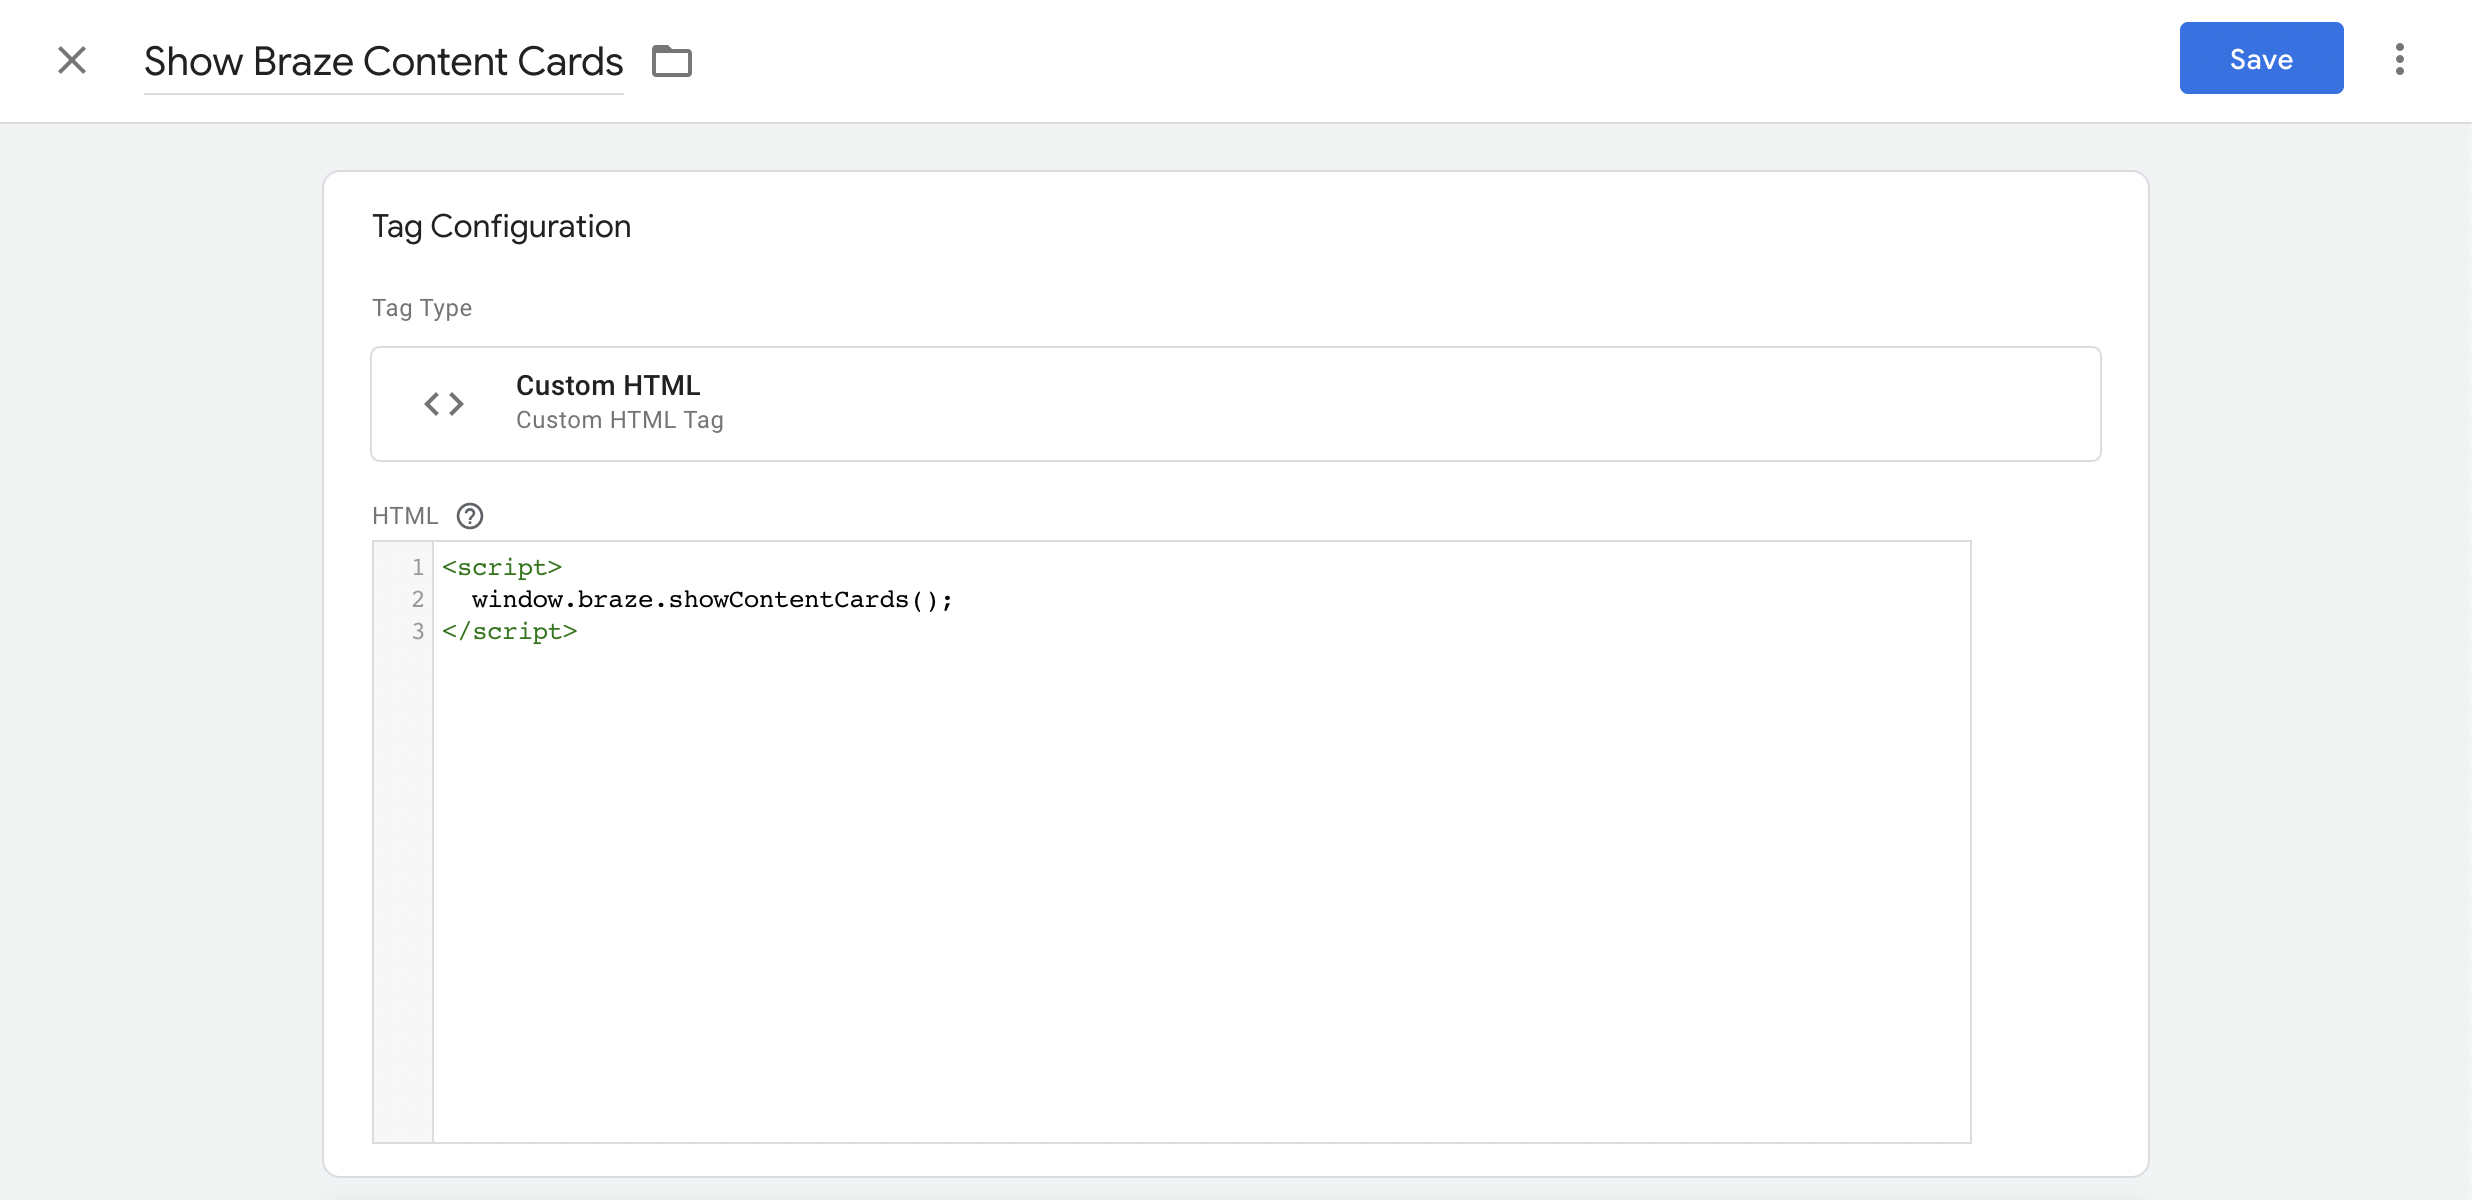 Show Braze Content Cards
Save
Tag Configuration
Tag Type
Custom HTML
Custom HTML Tag
HTML
1 <script>
2   window.braze.showContentCards();
3 </script>